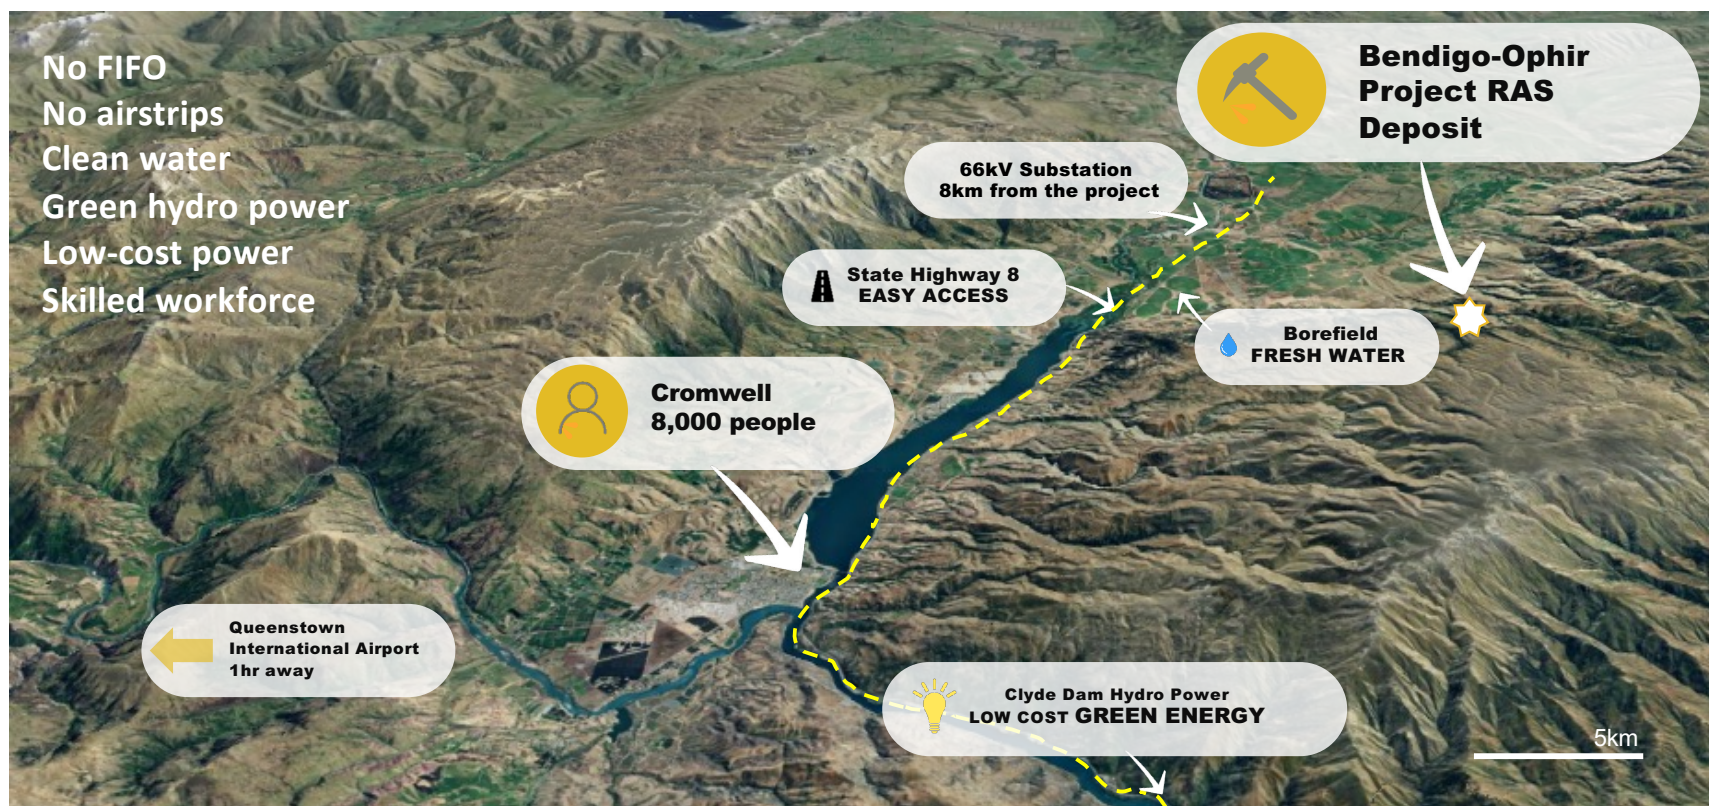 No FIFO
No airstrips
Clean water
Green hydro power
Low-cost power
Skilled workforce
Bendigo-Ophir
Project RAS
Deposit
66kV Substation
8km from the project
State Highway 8
EASY ACCESS
Borefield
FRESH WATER
Cromwell
8,000 people
Queenstown
International Airport
1hr away
Clyde Dam Hydro Power
LOW COST GREEN ENERGY
5km